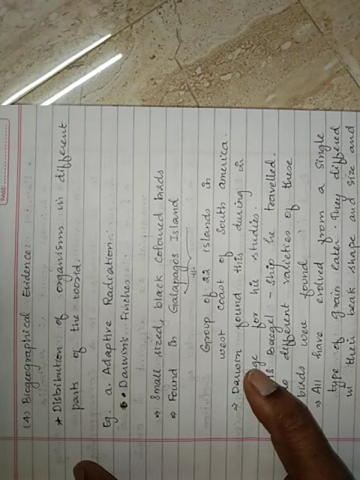 (4) Biogeographical Evidence:
* Distribution of organisms in different
parts of the world.
Eg. a. Adaptive Radiation:
• Darwin's Finches
⇒ Small sized, black coloured birds
⇒ Found in Galapagos Island
Group of 22 islands in
west coast of South America.
⇒ Darwin found this during
for his studies.
Baegel - ship he travelled.
different varieties of these
birds were found
⇒ All have evolved from a single
type of grain eater. They differed
in their beak shape and size and